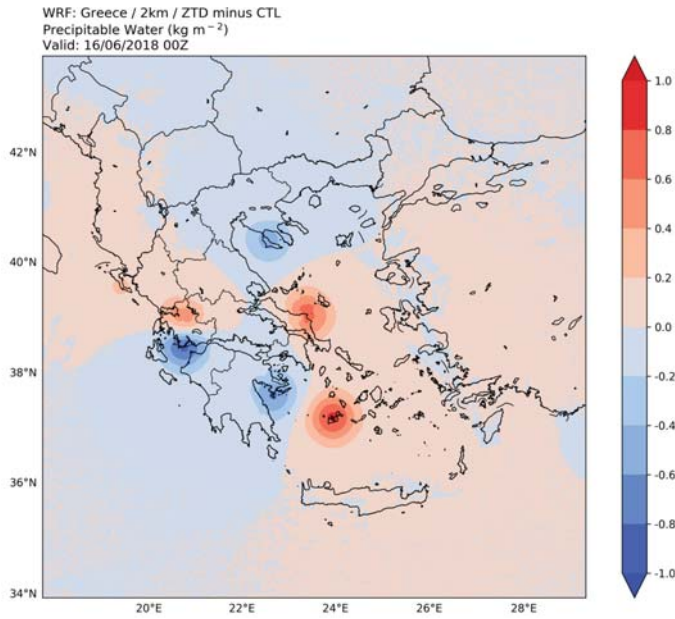 WRF: Greece / 2km / ZTD minus CTL
Precipitable Water (kg m⁻²)
Valid: 16/06/2018 00Z
42°N
40°N
38°N
36°N
34°N
20°E
22°E
24°E
26°E
28°E
1.0
0.8
0.6
0.4
0.2
0.0
-0.2
-0.4
-0.6
-0.8
-1.0